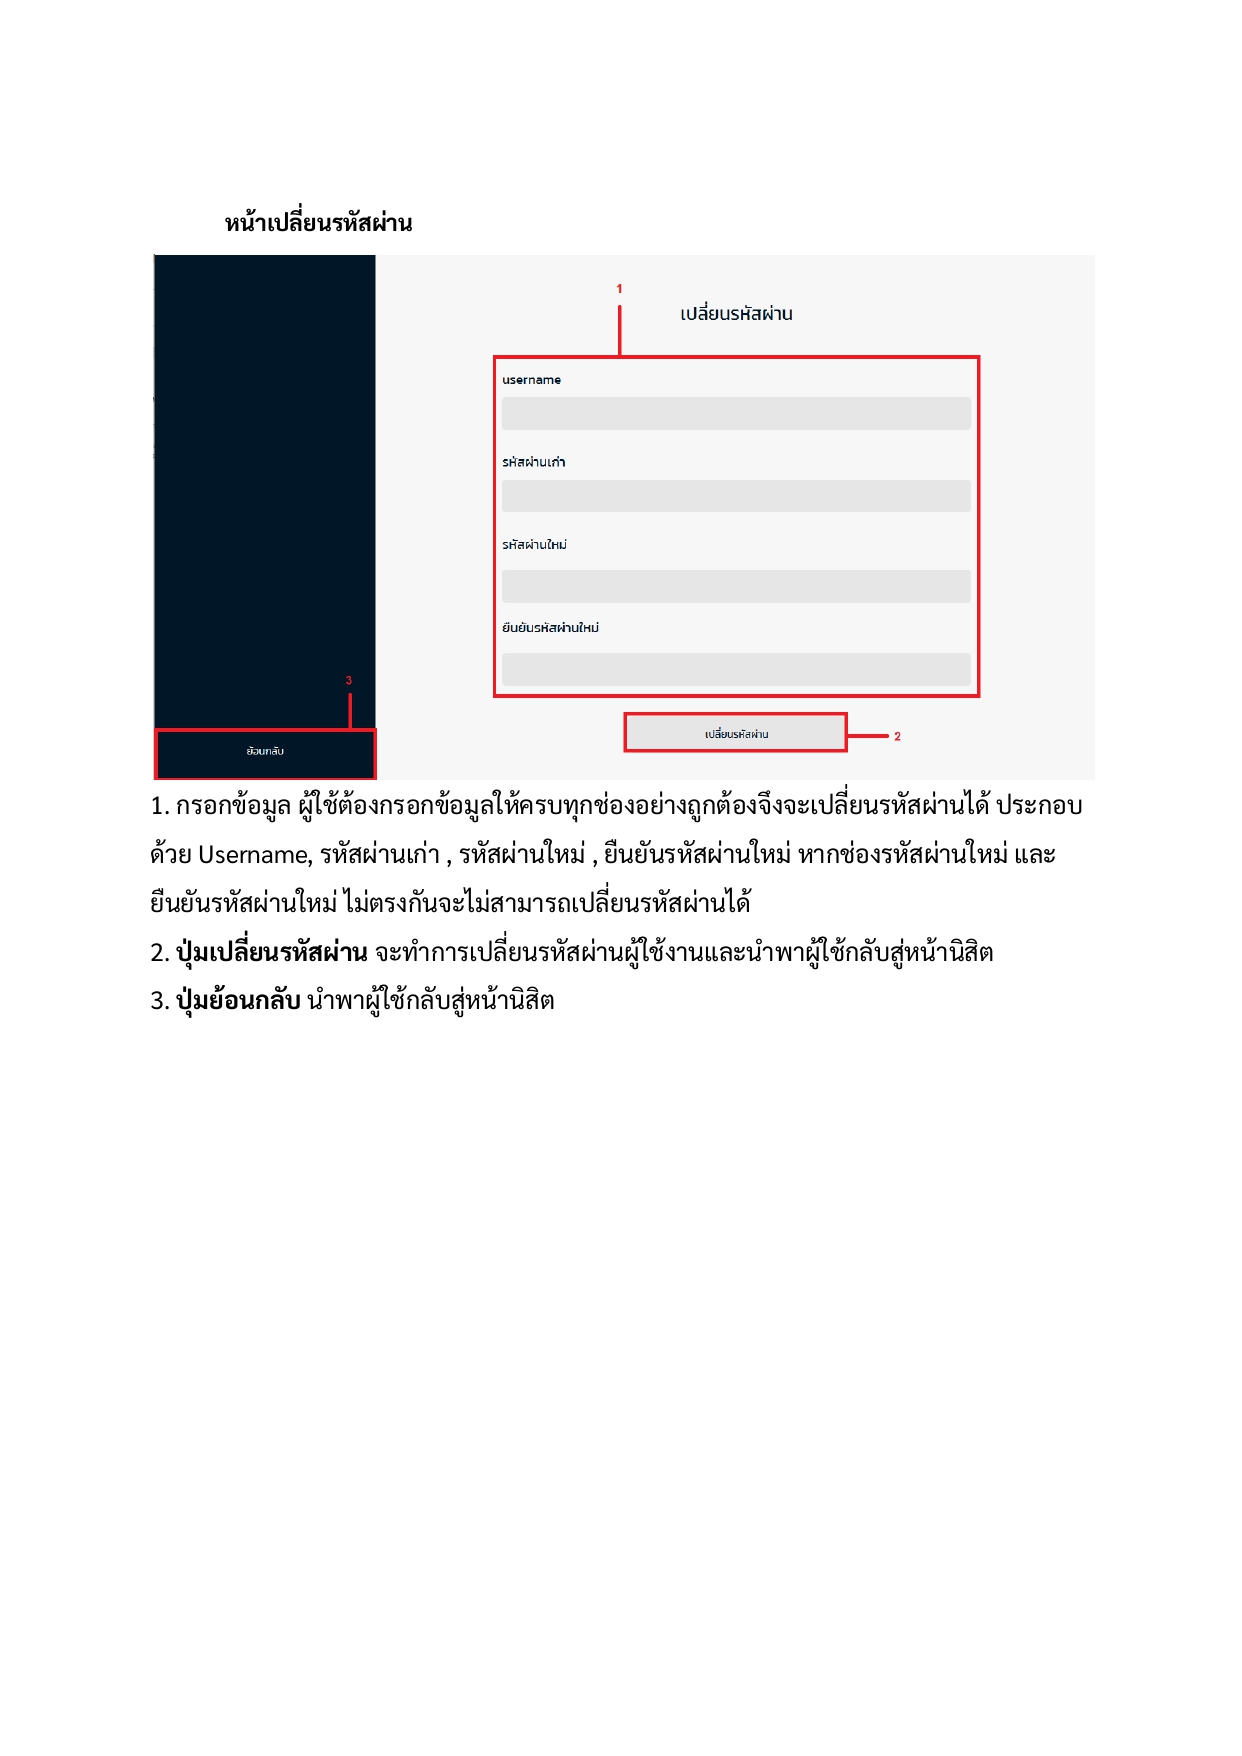 หน้าเปลี่ยนรหัสผ่าน
1
เปลี่ยนรหัสผ่าน
username
รหัสผ่านเก่า
รหัสผ่านใหม่
ยืนยันรหัสผ่านใหม่
3
เปลี่ยนรหัสผ่าน
2
ย้อนกลับ
1. กรอกข้อมูล ผู้ใช้ต้องกรอกข้อมูลให้ครบทุกช่องอย่างถูกต้องจึงจะเปลี่ยนรหัสผ่านได้ ประกอบ
ด้วย Username, รหัสผ่านเก่า , รหัสผ่านใหม่ , ยืนยันรหัสผ่านใหม่ หากช่องรหัสผ่านใหม่ และ
ยืนยันรหัสผ่านใหม่ ไม่ตรงกันจะไม่สามารถเปลี่ยนรหัสผ่านได้
2. ปุ่มเปลี่ยนรหัสผ่าน จะทำการเปลี่ยนรหัสผ่านผู้ใช้งานและนำพาผู้ใช้กลับสู่หน้านิสิต
3. ปุ่มย้อนกลับ นำพาผู้ใช้กลับสู่หน้านิสิต